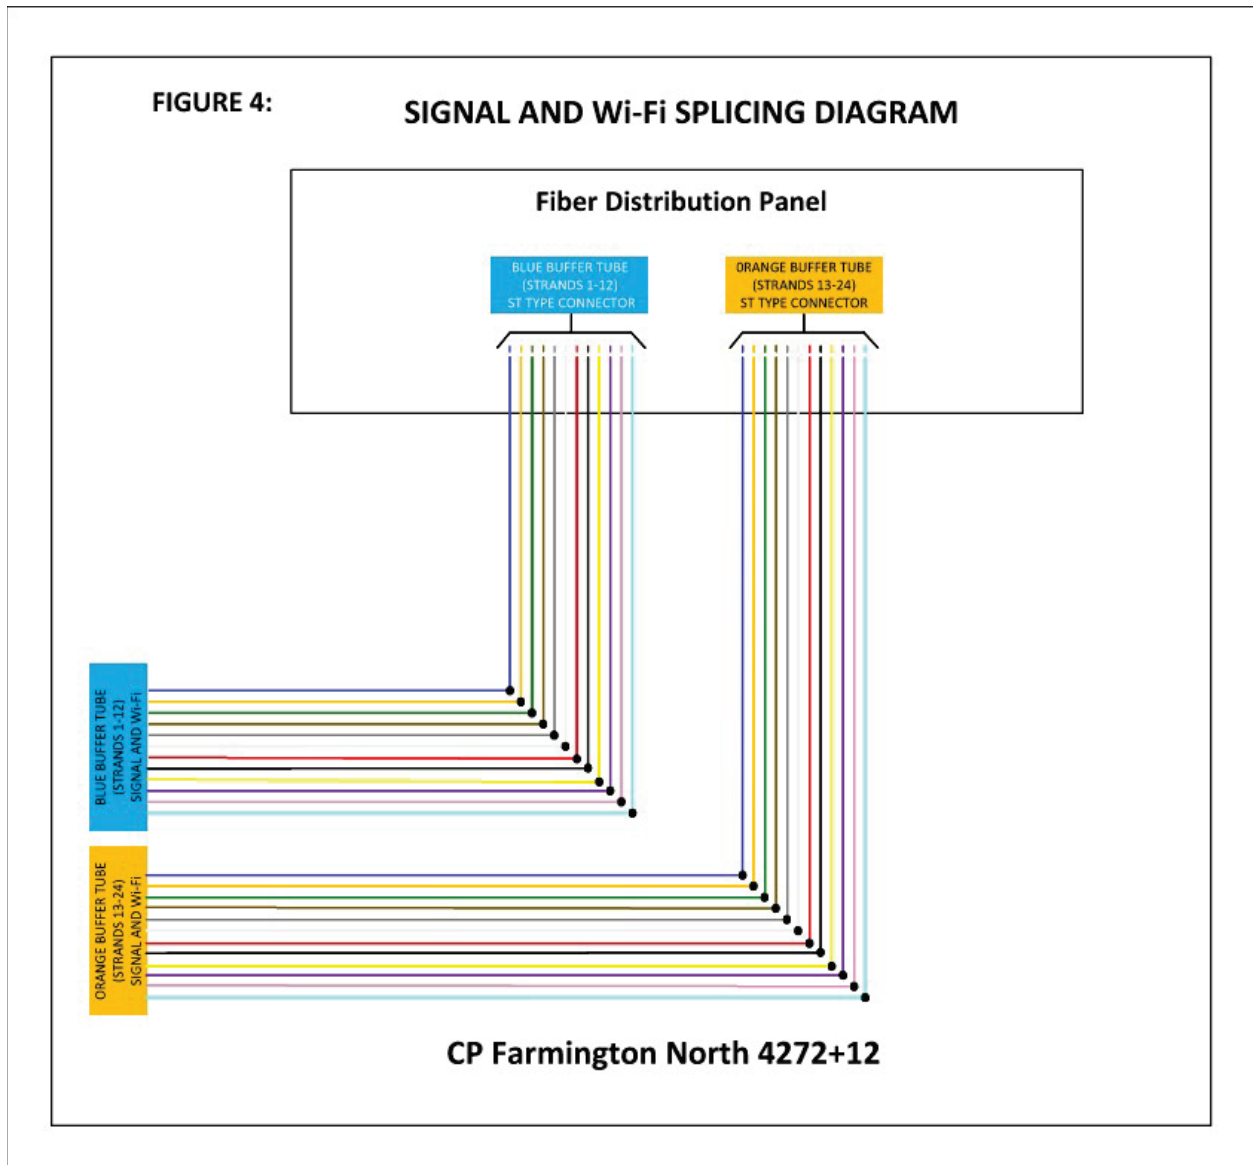 FIGURE 4:
SIGNAL AND Wi-Fi SPLICING DIAGRAM
Fiber Distribution Panel
BLUE BUFFER TUBE
(STRANDS 1-12)
ST TYPE CONNECTOR
ORANGE BUFFER TUBE
(STRANDS 13-24)
ST TYPE CONNECTOR
BLUE BUFFER TUBE
(STRANDS 1-12)
SIGNAL AND Wi-Fi
ORANGE BUFFER TUBE
(STRANDS 13-24)
SIGNAL AND Wi-Fi
CP Farmington North 4272+12